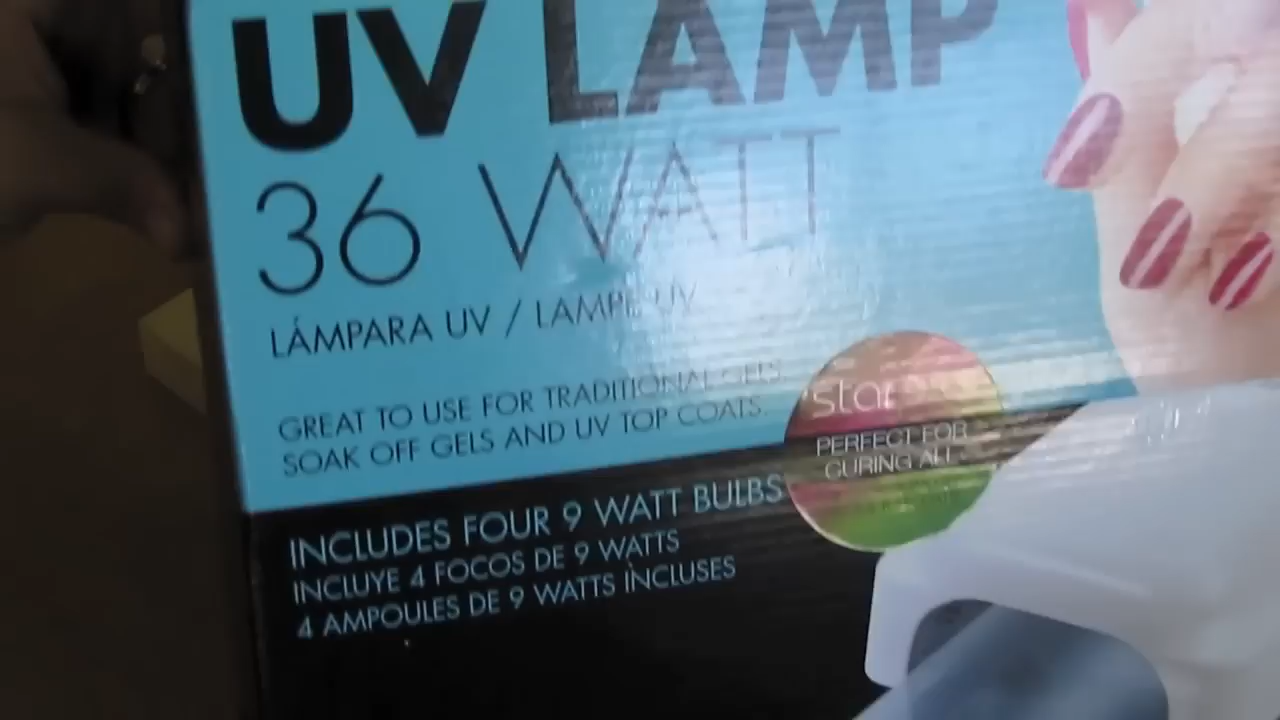 UV LAMP
36 WATT
LÁMPARA UV / LAMPE UV
GREAT TO USE FOR TRADITIONAL GELS,
SOAK OFF GELS AND UV TOP COATS.
star
PERFECT FOR
CURING ALL
INCLUDES FOUR 9 WATT BULBS
INCLUYE 4 FOCOS DE 9 WATTS
4 AMPOULES DE 9 WATTS INCLUSES